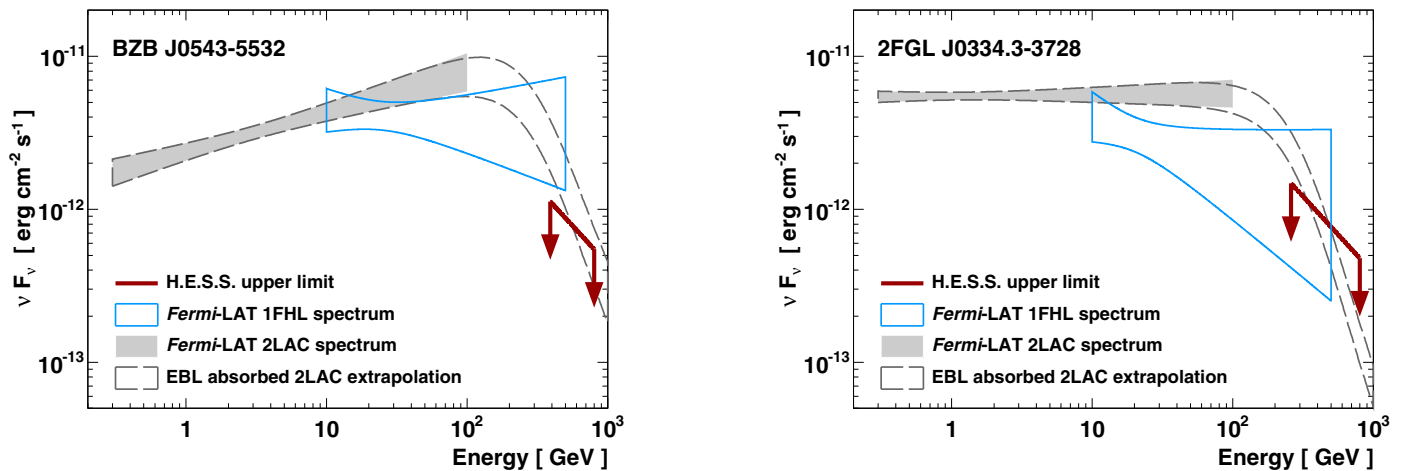 BZB J0543-5532
10⁻¹¹
10⁻¹²
10⁻¹³
ν Fν [ erg cm⁻² s⁻¹ ]
H.E.S.S. upper limit
Fermi-LAT 1FHL spectrum
Fermi-LAT 2LAC spectrum
EBL absorbed 2LAC extrapolation
1 10 10² 10³
Energy [ GeV ]
2FGL J0334.3-3728
10⁻¹¹
10⁻¹²
10⁻¹³
ν Fν [ erg cm⁻² s⁻¹ ]
H.E.S.S. upper limit
Fermi-LAT 1FHL spectrum
Fermi-LAT 2LAC spectrum
EBL absorbed 2LAC extrapolation
1 10 10² 10³
Energy [ GeV ]